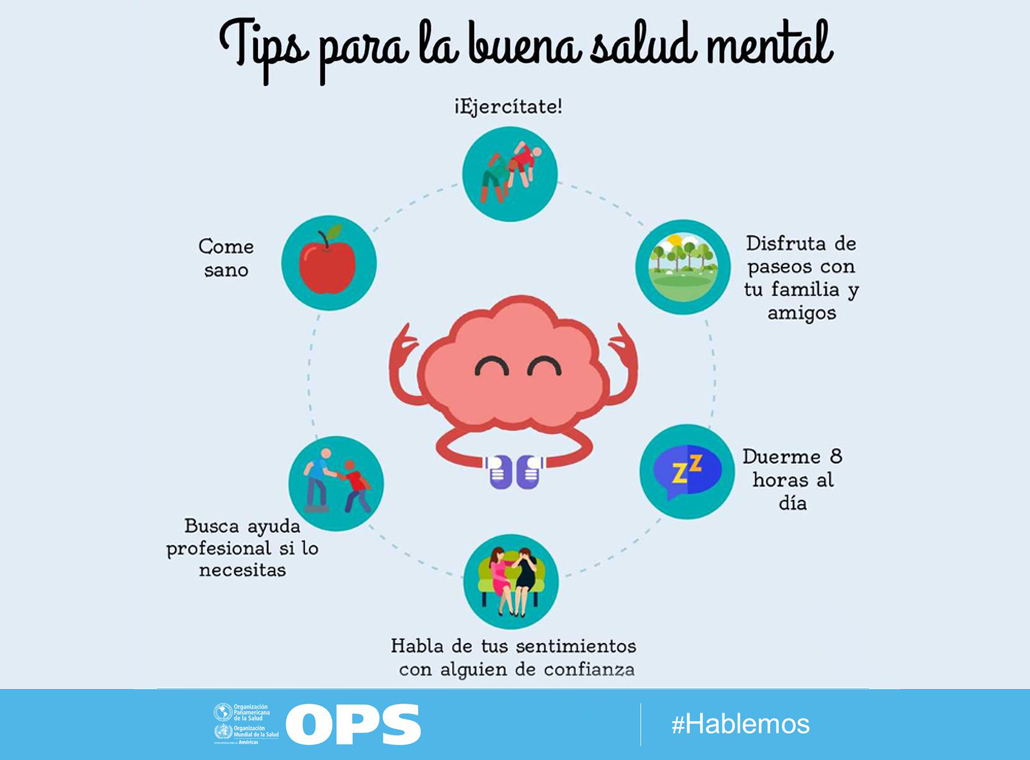 Tips para la buena salud mental
¡Ejercítate!
Disfruta de
paseos con
tu familia y
amigos
Duerme 8
horas al
día
zz
Habla de tus sentimientos
con alguien de confianza
Busca ayuda
profesional si lo
necesitas
Come
sano
Organización
Panamericana
de la Salud
Organización
Mundial de la Salud
Américas
OPS
#Hablemos